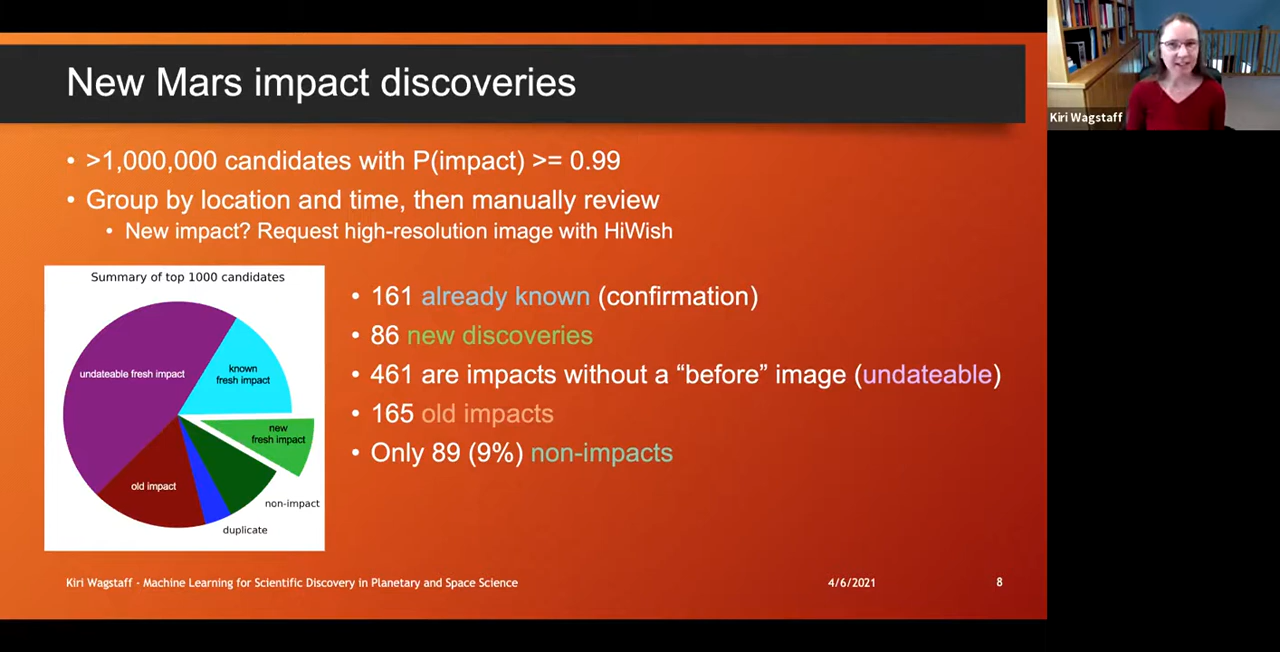 New Mars impact discoveries
Kiri Wagstaff
• >1,000,000 candidates with P(impact) >= 0.99
• Group by location and time, then manually review
• New impact? Request high-resolution image with HiWish
Summary of top 1000 candidates
undateable fresh impact
known
fresh impact
new
fresh impact
old impact
non-impact
duplicate
• 161 already known (confirmation)
• 86 new discoveries
• 461 are impacts without a “before” image (undateable)
• 165 old impacts
• Only 89 (9%) non-impacts
Kiri Wagstaff - Machine Learning for Scientific Discovery in Planetary and Space Science
4/6/2021
8